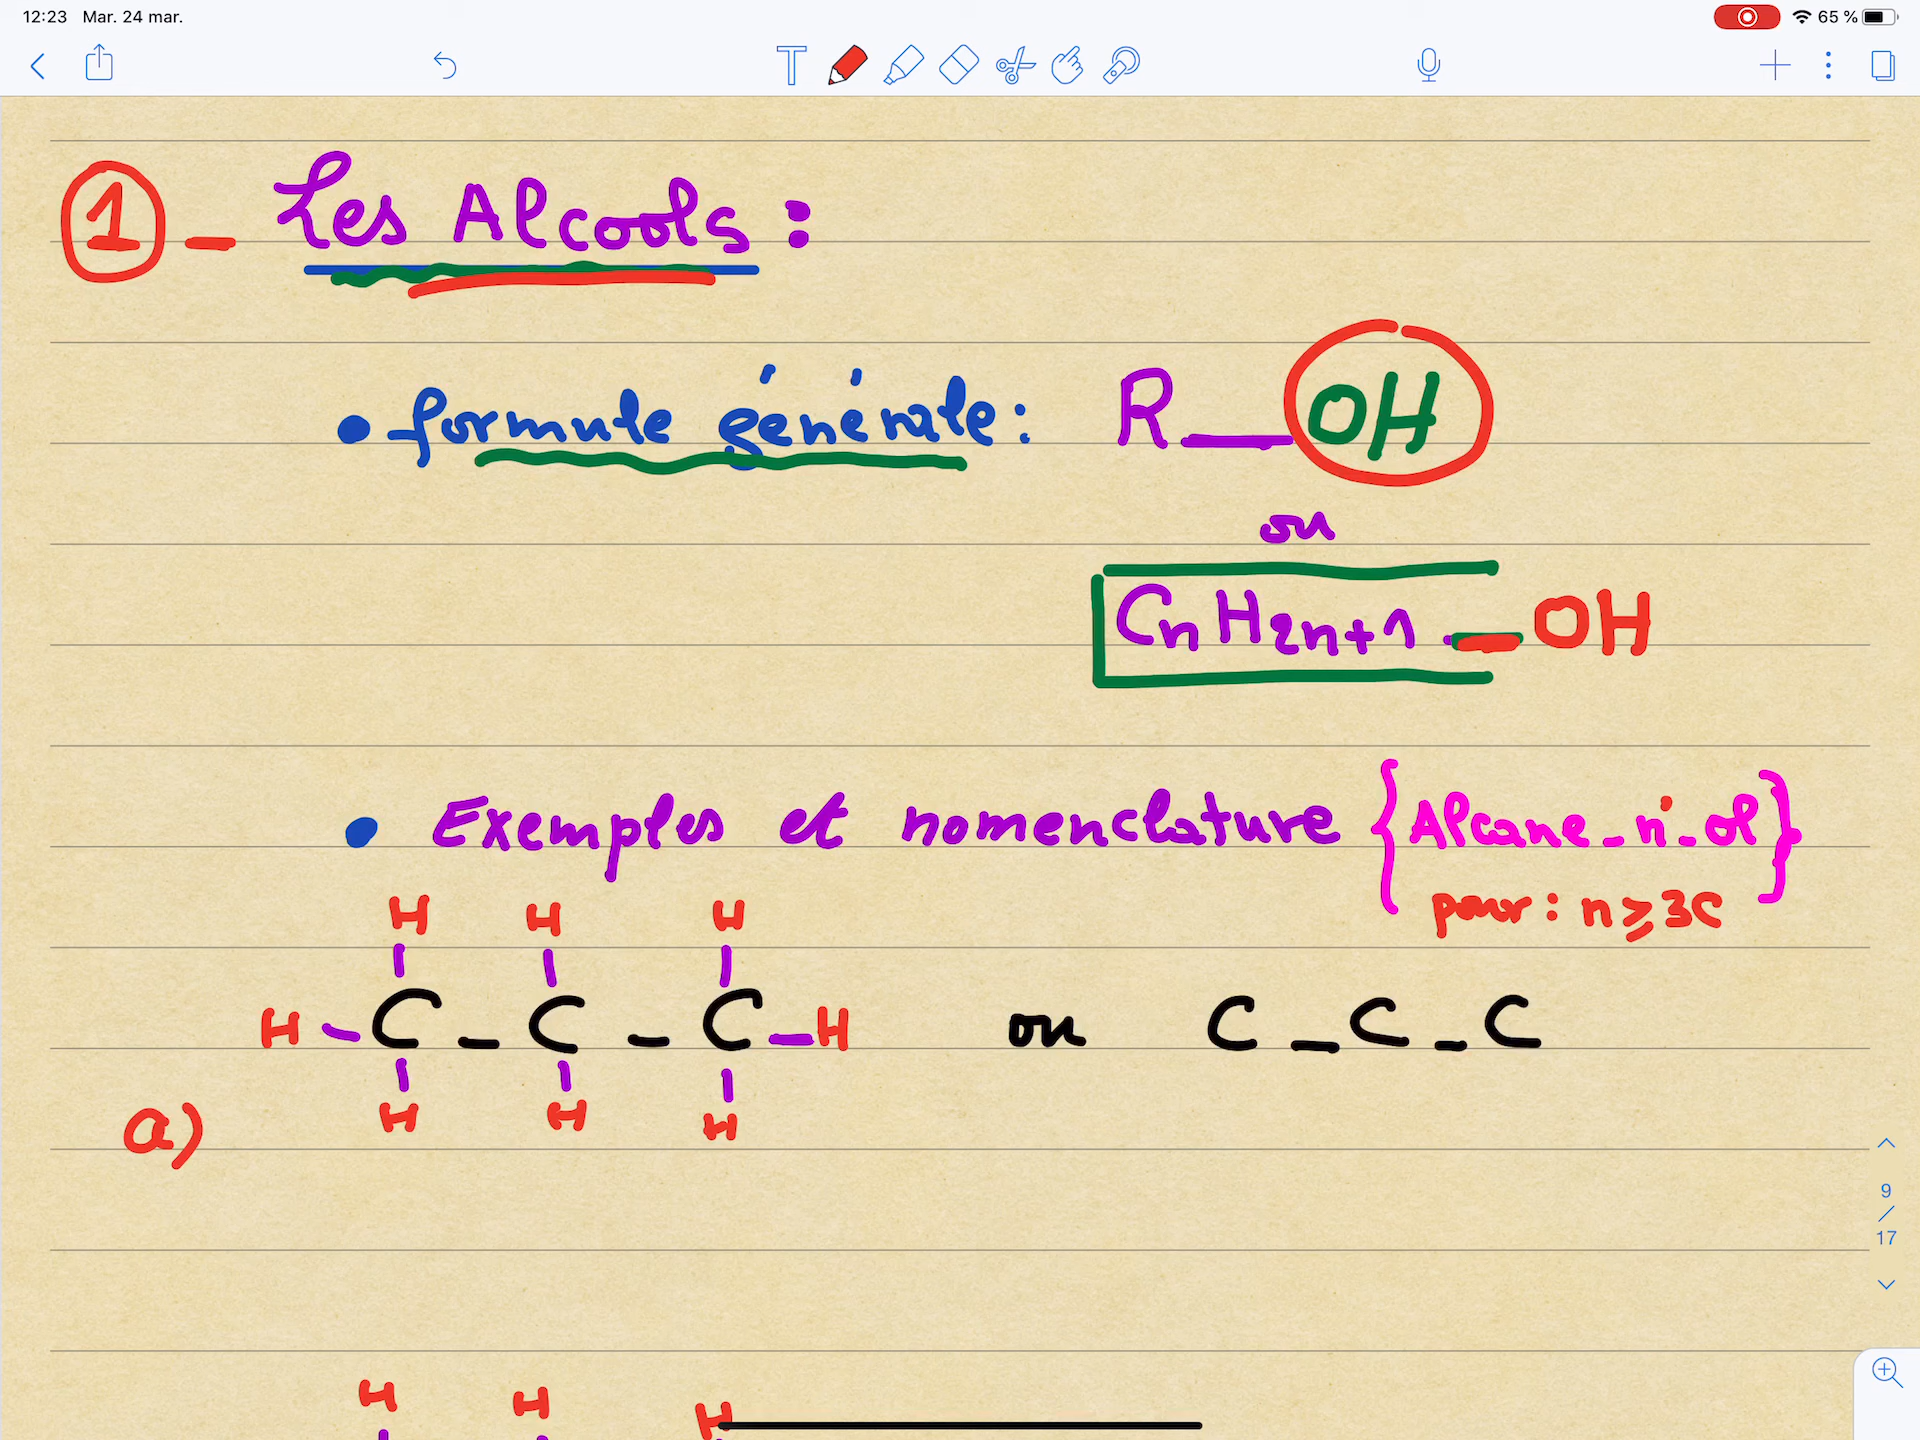 12:23 Mar. 24 mar. 65 %
T
1 _ Les Alcools :
• formule générale : R — OH
ou
CnH2n+1 — OH
• Exemples et nomenclature { Alcane _ n° _ ol }
pour : n ≥ 3C
H H H
H - C - C - C - H ou C - C - C
H H H
a)
9 / 17
H H H